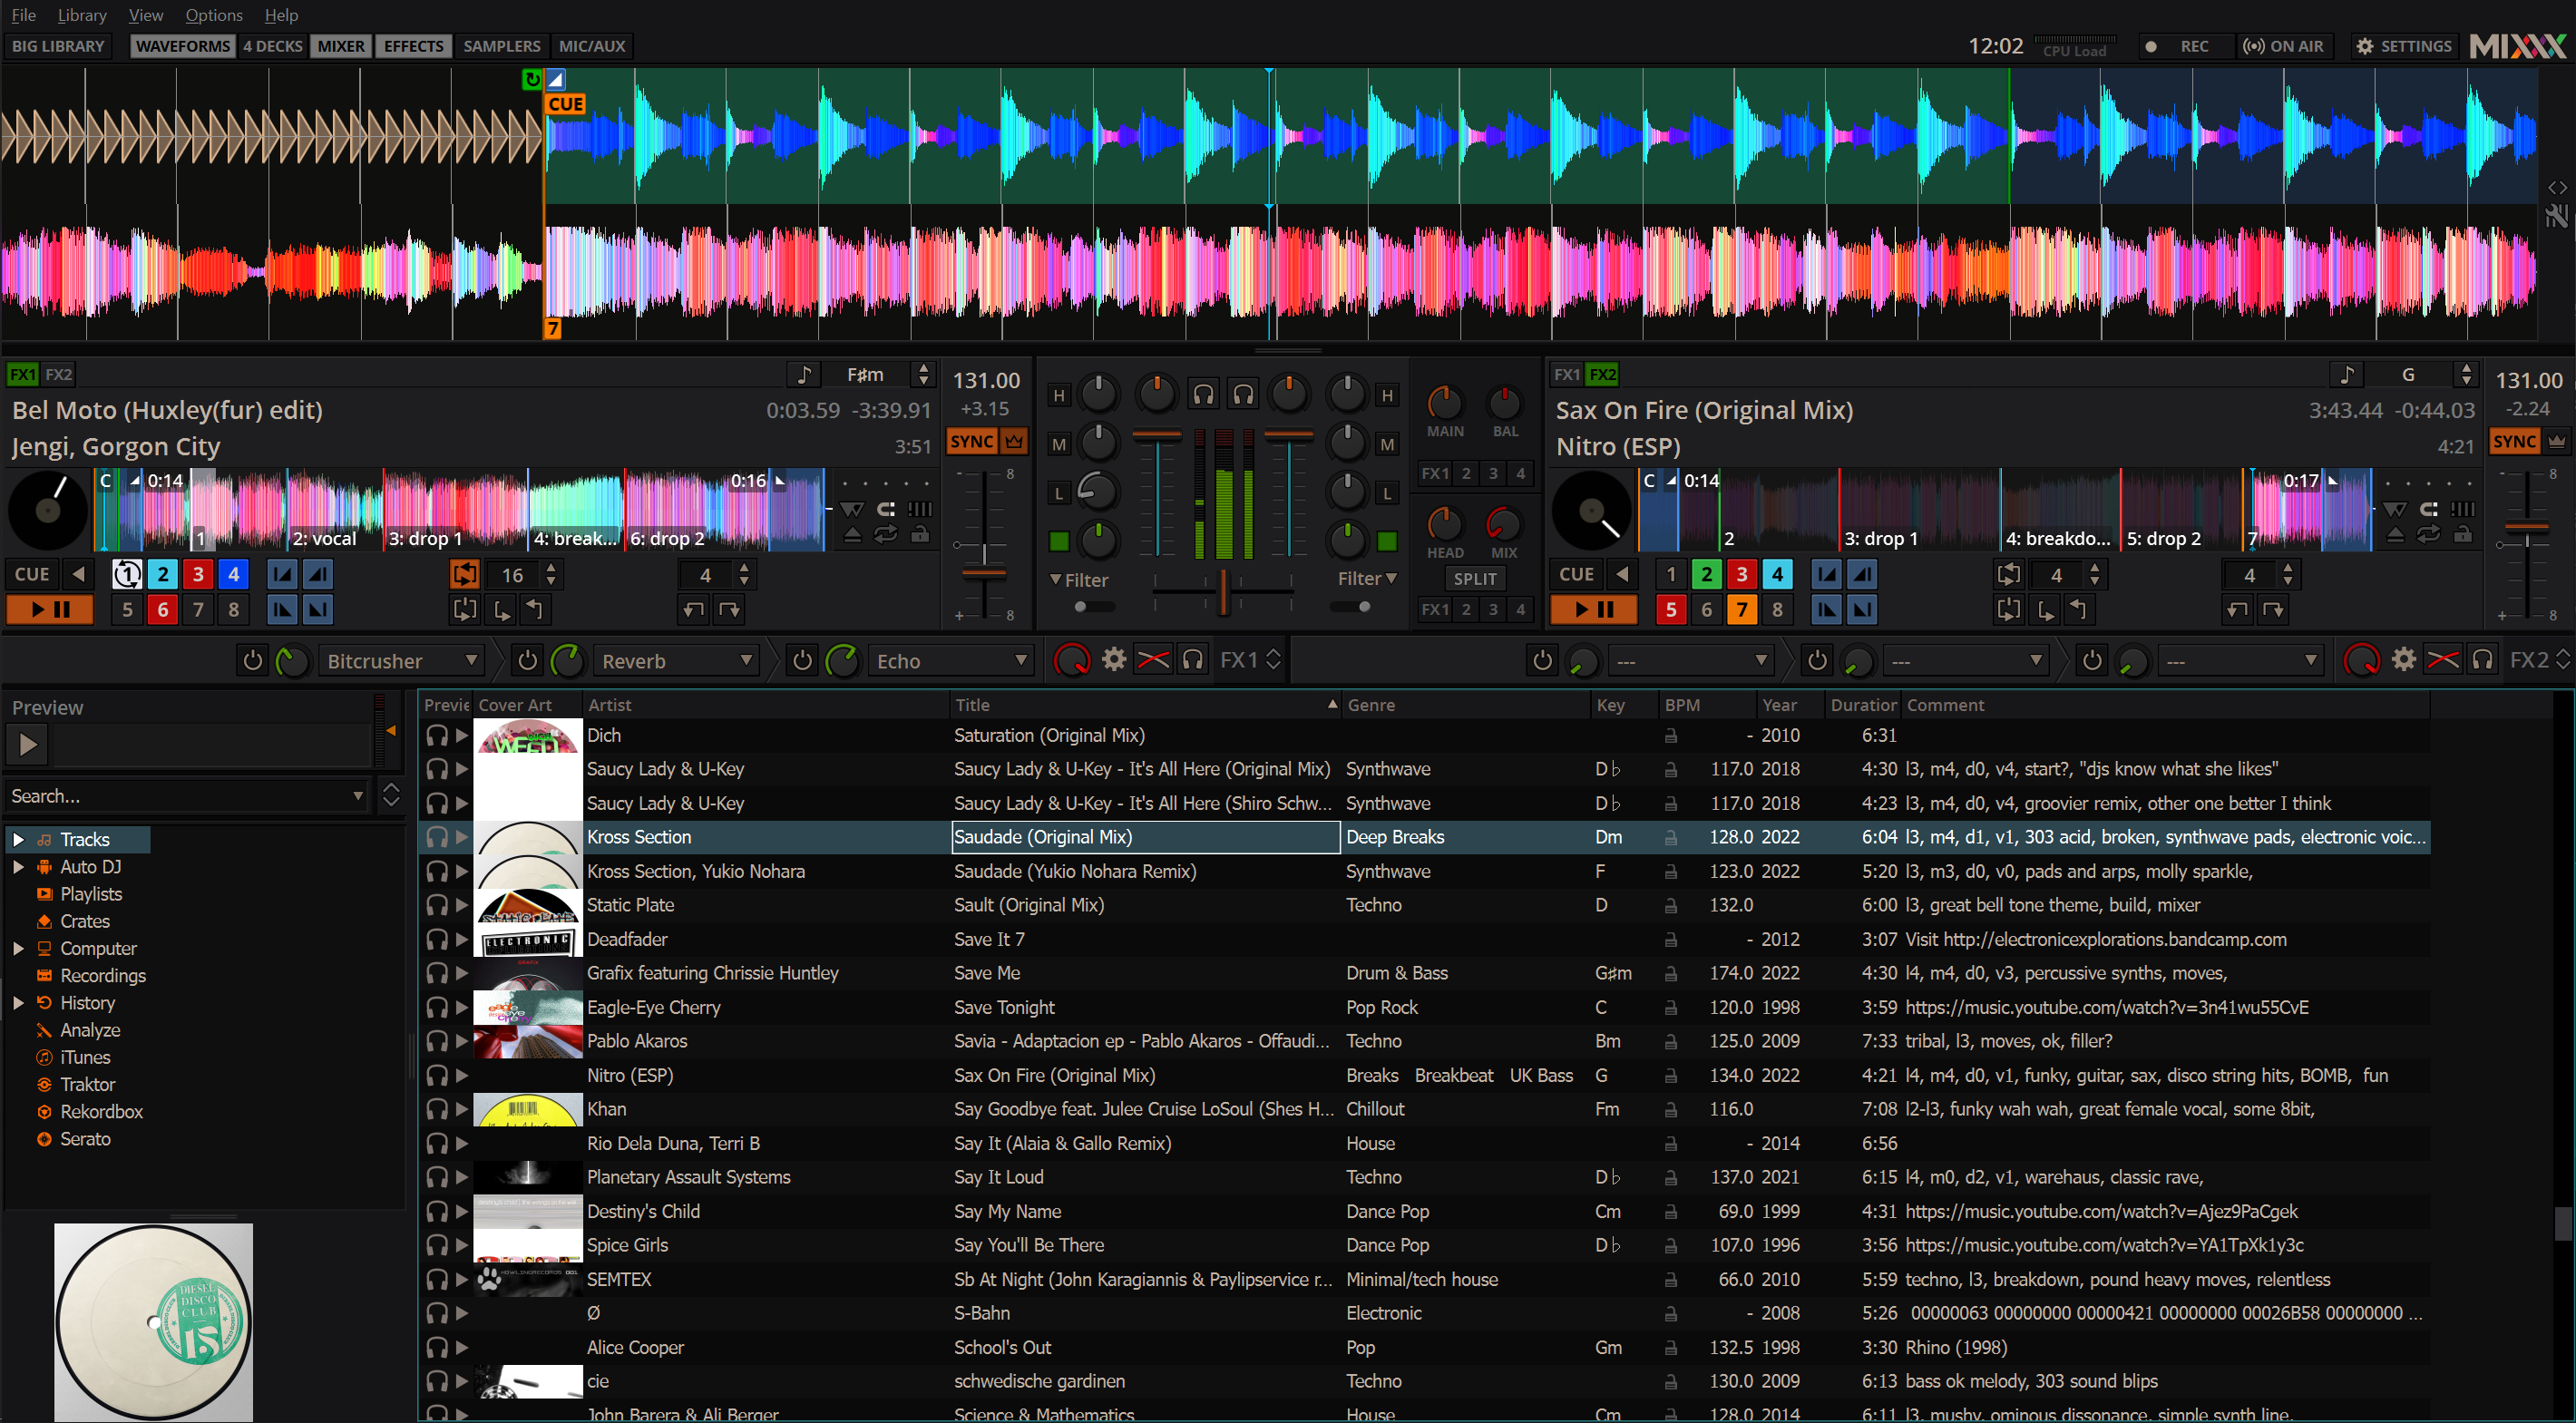 File Library View Options Help
BIG LIBRARY WAVEFORMS 4 DECKS MIXER EFFECTS SAMPLERS MIC/AUX 12:02 CPU Load REC ON AIR SETTINGS MIXXX
CUE
7
FX1 FX2 F♯m 131.00
Bel Moto (Huxley(fur) edit) 0:03.59 -3:39.91 +3.15
Jengi, Gorgon City 3:51 SYNC
C 0:14 0:16 8
1 2: vocal 3: drop 1 4: break... 6: drop 2
CUE 1 2 3 4 16 4
5 6 7 8 + 8
H H MAIN BAL
M M FX1 2 3 4
L L HEAD MIX
Filter Filter SPLIT
FX1 2 3 4
FX1 FX2 G 131.00
Sax On Fire (Original Mix) 3:43.44 -0:44.03 -2.24
Nitro (ESP) 4:21 SYNC
C 0:14 0:17 8
2 3: drop 1 4: breakdo... 5: drop 2 7
CUE 1 2 3 4 4 4
5 6 7 8 + 8
Bitcrusher Reverb Echo FX1 --- --- --- FX2
Preview
Search...
Tracks
Auto DJ
Playlists
Crates
Computer
Recordings
History
Analyze
iTunes
Traktor
Rekordbox
Serato
DIESEL
DISCO
CLUB
15
Previe Cover Art Artist Title Genre Key BPM Year Duration Comment
Dich Saturation (Original Mix) - 2010 6:31
Saucy Lady & U-Key Saucy Lady & U-Key - It's All Here (Original Mix) Synthwave D♭ 117.0 2018 4:30 l3, m4, d0, v4, start?, "djs know what she likes"
Saucy Lady & U-Key Saucy Lady & U-Key - It's All Here (Shiro Schw... Synthwave D♭ 117.0 2018 4:23 l3, m4, d0, v4, groovier remix, other one better I think
Kross Section Saudade (Original Mix) Deep Breaks Dm 128.0 2022 6:04 l3, m4, d1, v1, 303 acid, broken, synthwave pads, electronic voic...
Kross Section, Yukio Nohara Saudade (Yukio Nohara Remix) Synthwave F 123.0 2022 5:20 l3, m3, d0, v0, pads and arps, molly sparkle,
Static Plate Sault (Original Mix) Techno D 132.0 6:00 l3, great bell tone theme, build, mixer
ELECTRONIC Deadfader Save It 7 - 2012 3:07 Visit http://electronicexplorations.bandcamp.com
Grafix featuring Chrissie Huntley Save Me Drum & Bass G♯m 174.0 2022 4:30 l4, m4, d0, v3, percussive synths, moves,
Eagle-Eye Cherry Save Tonight Pop Rock C 120.0 1998 3:59 https://music.youtube.com/watch?v=3n41wu55CvE
Pablo Akaros Savia - Adaptacion ep - Pablo Akaros - Offaudi... Techno Bm 125.0 2009 7:33 tribal, l3, moves, ok, filler?
Nitro (ESP) Sax On Fire (Original Mix) Breaks Breakbeat UK Bass G 134.0 2022 4:21 l4, m4, d0, v1, funky, guitar, sax, disco string hits, BOMB, fun
Khan Say Goodbye feat. Julee Cruise LoSoul (Shes H... Chillout Fm 116.0 7:08 l2-l3, funky wah wah, great female vocal, some 8bit,
Rio Dela Duna, Terri B Say It (Alaia & Gallo Remix) House - 2014 6:56
Planetary Assault Systems Say It Loud Techno D♭ 137.0 2021 6:15 l4, m0, d2, v1, warehaus, classic rave,
Destiny's Child Say My Name Dance Pop Cm 69.0 1999 4:31 https://music.youtube.com/watch?v=Ajez9PaCgek
Spice Girls Say You'll Be There Dance Pop D♭ 107.0 1996 3:56 https://music.youtube.com/watch?v=YA1TpXk1y3c
SEMTEX Sb At Night (John Karagiannis & Paylipservice r... Minimal/tech house 66.0 2010 5:59 techno, l3, breakdown, pound heavy moves, relentless
Ø S-Bahn Electronic - 2008 5:26 00000063 00000000 00000421 00000000 00026B58 00000000 ...
Alice Cooper School's Out Pop Gm 132.5 1998 3:30 Rhino (1998)
cie schwedische gardinen Techno 130.0 2009 6:13 bass ok melody, 303 sound blips
John Barera & Ali Berger Science & Mathematics House Cm 128.0 2014 6:11 l3, mushy, ominous dissonance, simple synth line,